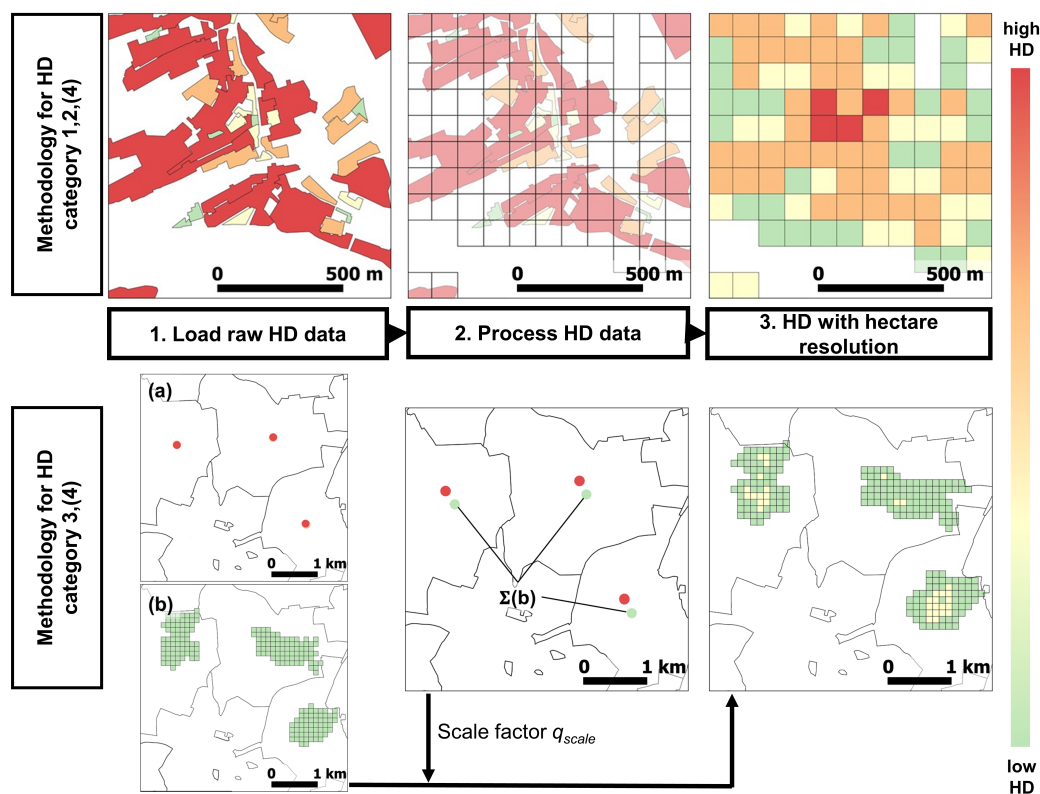 Methodology for HD
category 1,2,(4)
0 500 m
0 500 m
0 500 m
high
HD
1. Load raw HD data
2. Process HD data
3. HD with hectare
resolution
Methodology for HD
category 3,(4)
(a)
0 1 km
(b)
0 1 km
Σ(b)
0 1 km
0 1 km
Scale factor qscale
low
HD